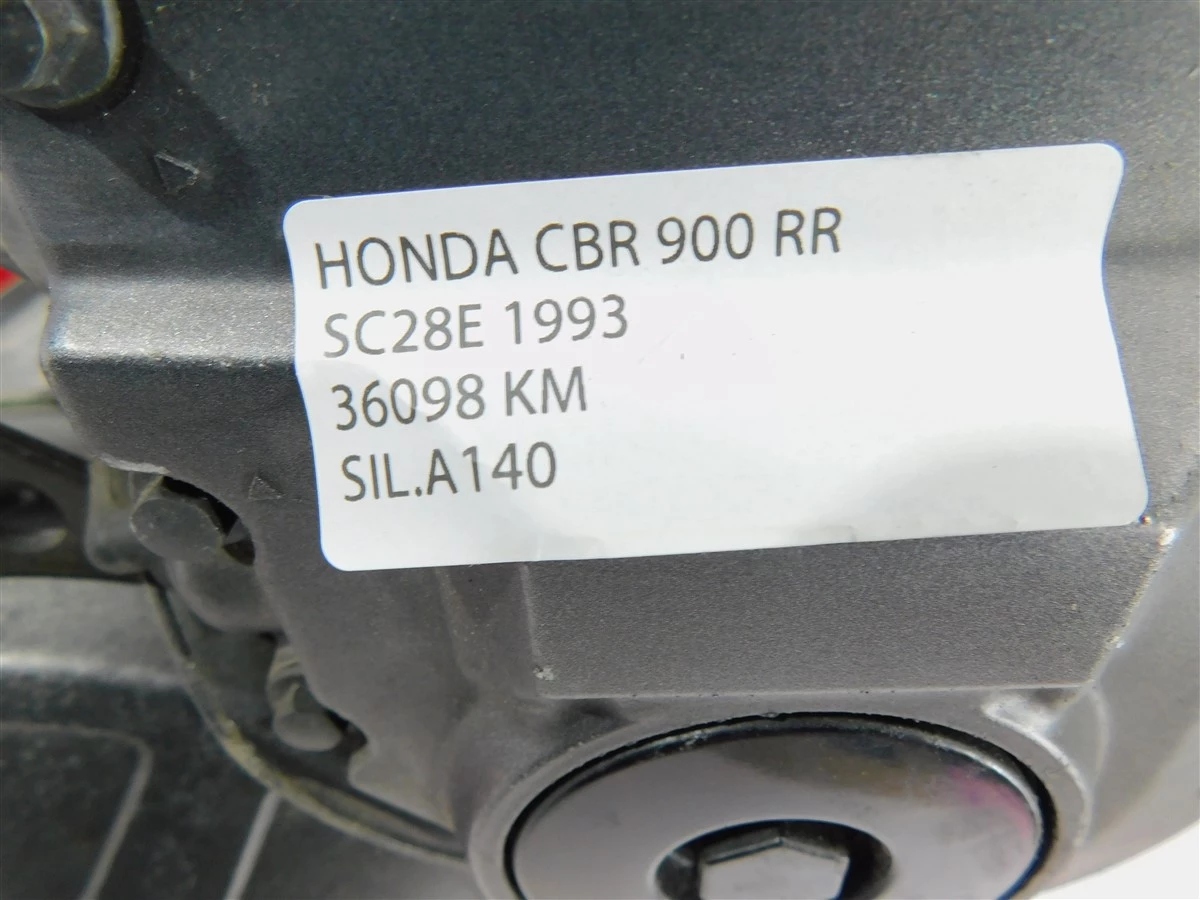 HONDA CBR 900 RR
SC28E 1993
36098 KM
SIL.A140